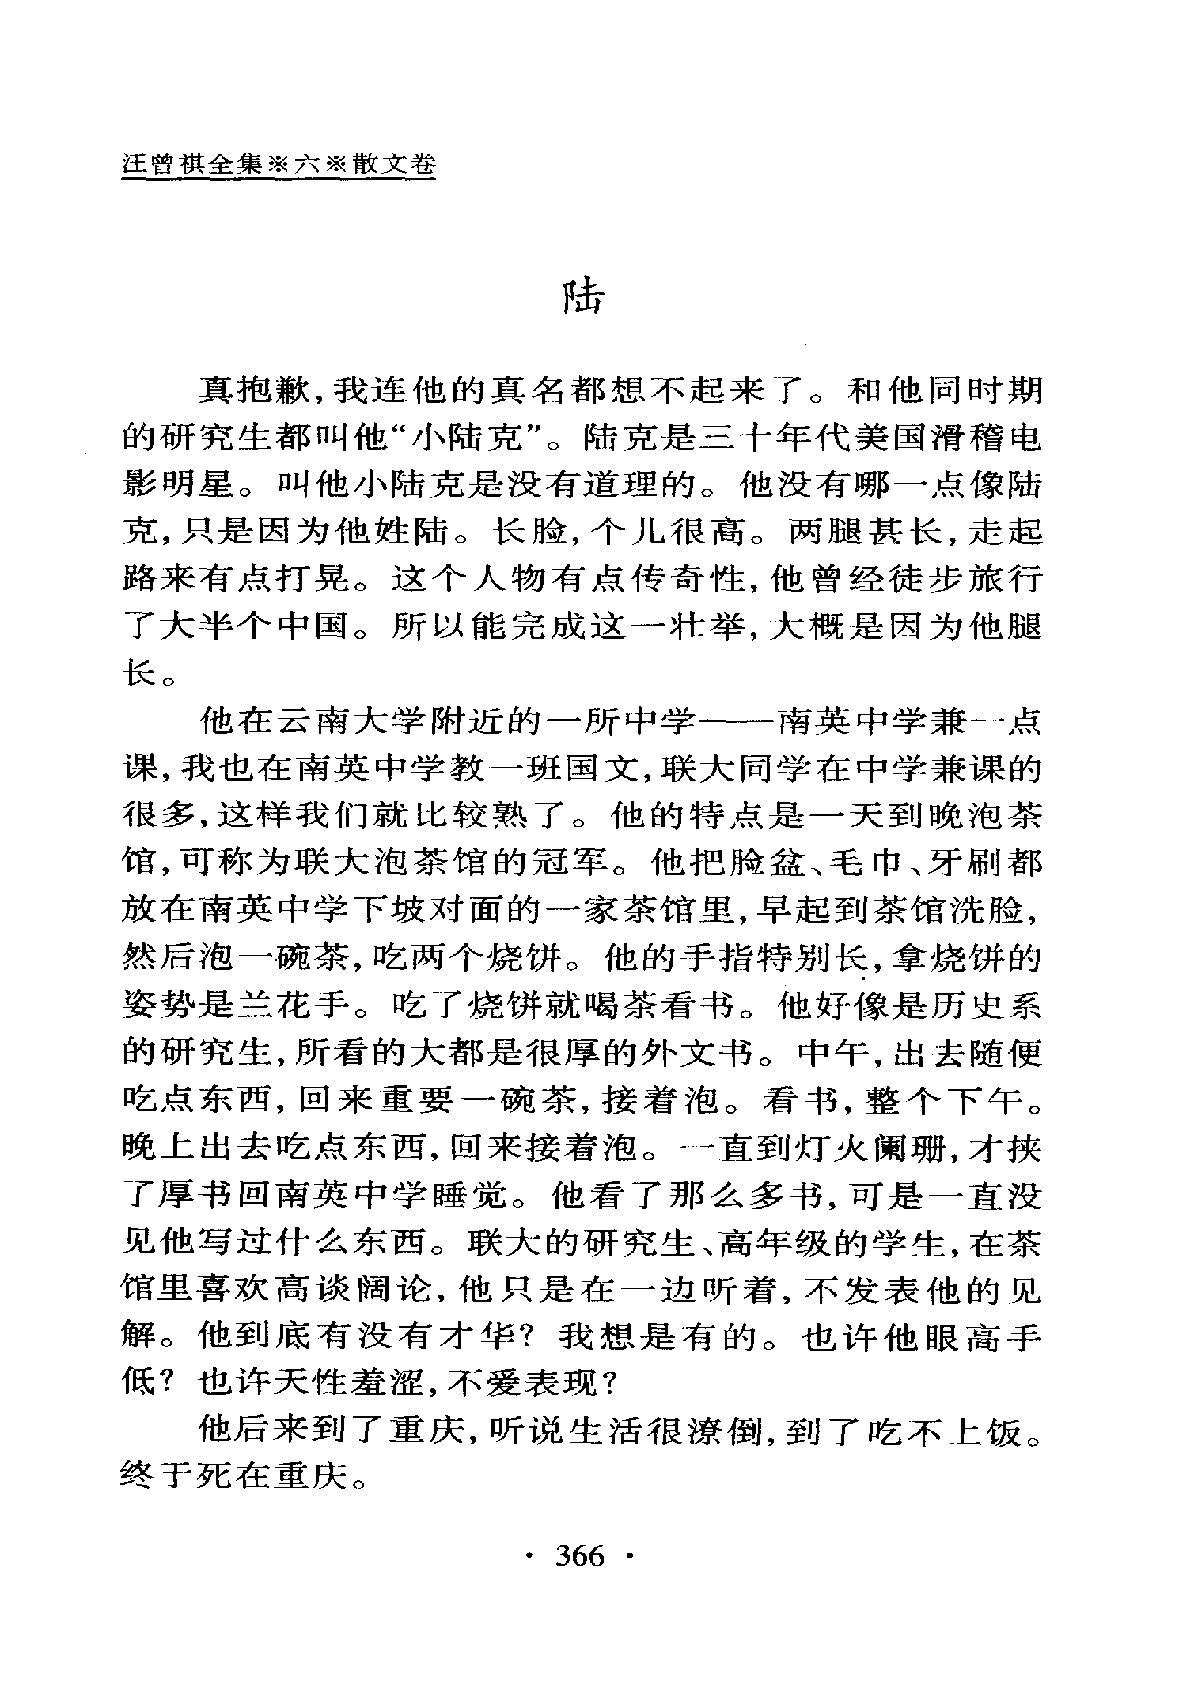 汪曾祺全集※六※散文卷
陆
真抱歉,我连他的真名都想不起来了。和他同时期
的研究生都叫他“小陆克”。陆克是三十年代美国滑稽电
影明星。叫他小陆克是没有道理的。他没有哪一点像陆
克,只是因为他姓陆。长脸,个儿很高。两腿甚长,走起
路来有点打晃。这个人物有点传奇性,他曾经徒步旅行
了大半个中国。所以能完成这一壮举,大概是因为他腿
长。
他在云南大学附近的一所中学——南英中学兼一点
课,我也在南英中学教一班国文,联大同学在中学兼课的
很多,这样我们就比较熟了。他的特点是一天到晚泡茶
馆,可称为联大泡茶馆的冠军。他把脸盆、毛巾、牙刷都
放在南英中学下坡对面的一家茶馆里,早起到茶馆洗脸,
然后泡一碗茶,吃两个烧饼。他的手指特别长,拿烧饼的
姿势是兰花手。吃了烧饼就喝茶看书。他好像是历史系
的研究生,所看的大都是很厚的外文书。中午,出去随便
吃点东西,回来重要一碗茶,接着泡。看书,整个下午。
晚上出去吃点东西,回来接着泡。一直到灯火阑珊,才挟
了厚书回南英中学睡觉。他看了那么多书,可是一直没
见他写过什么东西。联大的研究生、高年级的学生,在茶
馆里喜欢高谈阔论,他只是在一边听着,不发表他的见
解。他到底有没有才华?我想是有的。也许他眼高手
低?也许天性羞涩,不爱表现?
他后来到了重庆,听说生活很潦倒,到了吃不上饭。
终于死在重庆。
· 366 ·